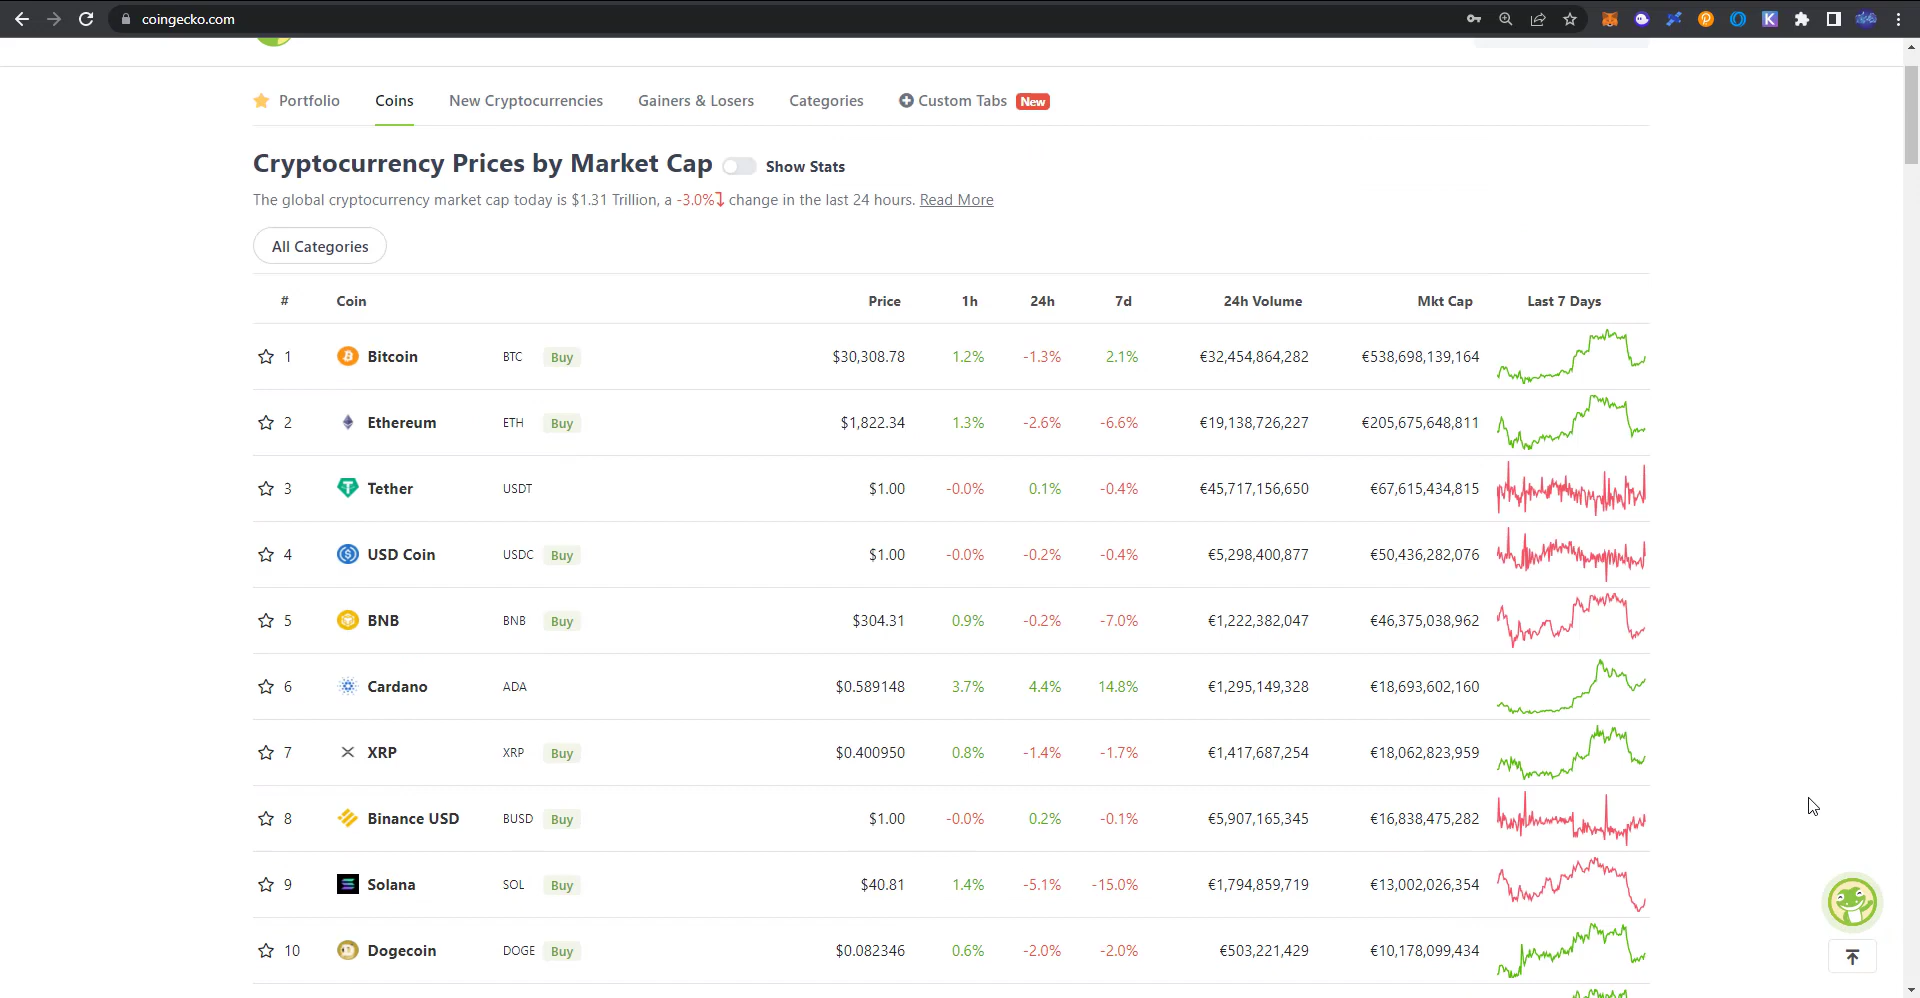 coingecko.com
Portfolio Coins New Cryptocurrencies Gainers & Losers Categories Custom Tabs New
Cryptocurrency Prices by Market Cap Show Stats
The global cryptocurrency market cap today is $1.31 Trillion, a -3.0% change in the last 24 hours. Read More
All Categories
# Coin Price 1h 24h 7d 24h Volume Mkt Cap Last 7 Days
1 Bitcoin BTC Buy $30,308.78 1.2% -1.3% 2.1% €32,454,864,282 €538,698,139,164
2 Ethereum ETH Buy $1,822.34 1.3% -2.6% -6.6% €19,138,726,227 €205,675,648,811
3 Tether USDT $1.00 -0.0% 0.1% -0.4% €45,717,156,650 €67,615,434,815
4 USD Coin USDC Buy $1.00 -0.0% -0.2% -0.4% €5,298,400,877 €50,436,282,076
5 BNB BNB Buy $304.31 0.9% -0.2% -7.0% €1,222,382,047 €46,375,038,962
6 Cardano ADA $0.589148 3.7% 4.4% 14.8% €1,295,149,328 €18,693,602,160
7 XRP XRP Buy $0.400950 0.8% -1.4% -1.7% €1,417,687,254 €18,062,823,959
8 Binance USD BUSD Buy $1.00 -0.0% 0.2% -0.1% €5,907,165,345 €16,838,475,282
9 Solana SOL Buy $40.81 1.4% -5.1% -15.0% €1,794,859,719 €13,002,026,354
10 Dogecoin DOGE Buy $0.082346 0.6% -2.0% -2.0% €503,221,429 €10,178,099,434